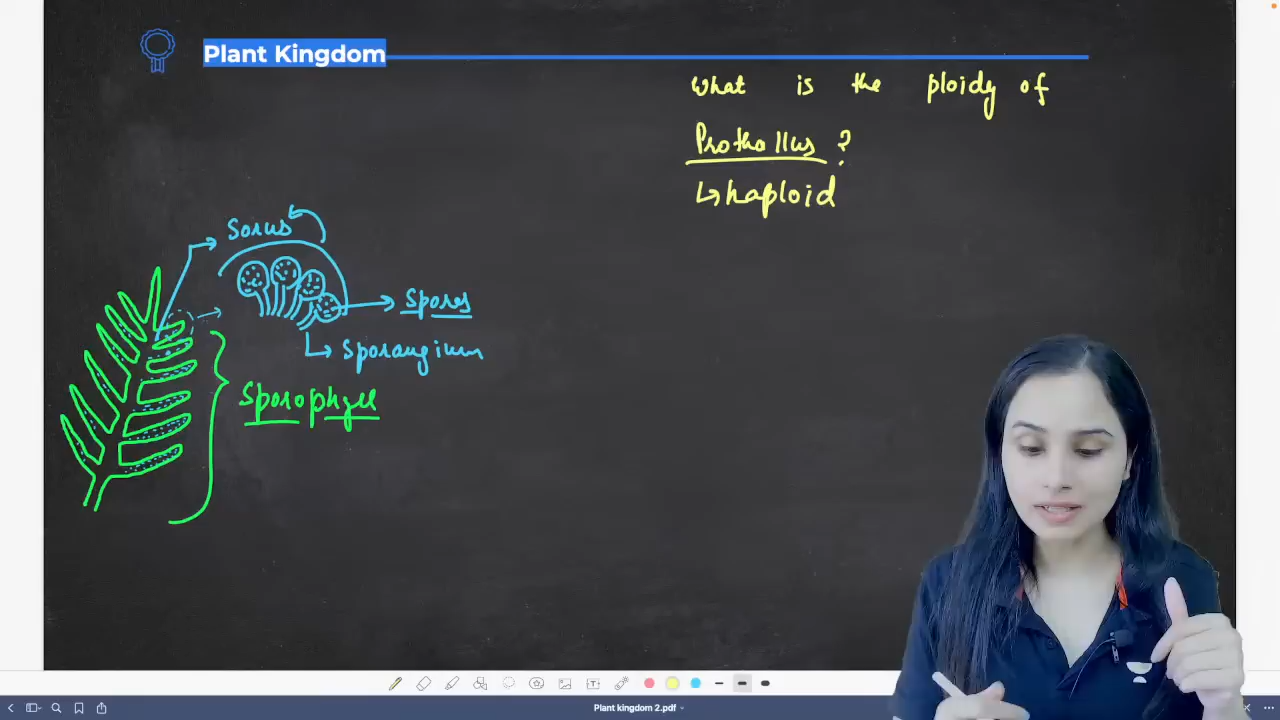 Plant Kingdom
What is the ploidy of
Prothallus ?
↳ haploid
Sorus
Spores
Sporangium
Sporophyll
Plant kingdom 2.pdf